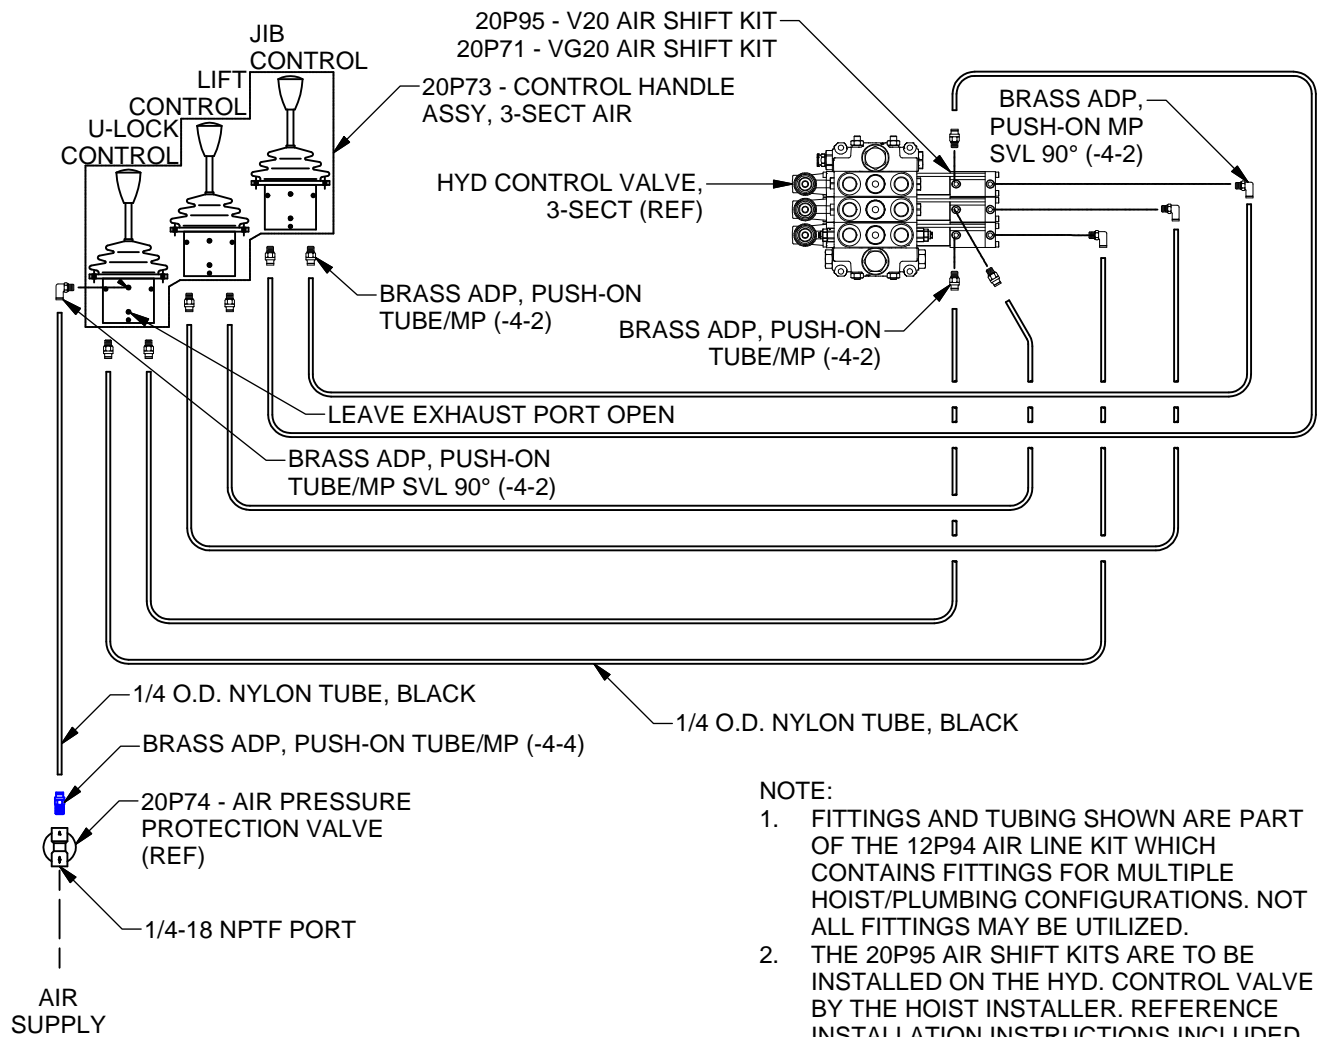 JIB
CONTROL
LIFT
CONTROL
U-LOCK
CONTROL
20P73 - CONTROL HANDLE
ASSY, 3-SECT AIR
20P95 - V20 AIR SHIFT KIT
20P71 - VG20 AIR SHIFT KIT
HYD CONTROL VALVE,
3-SECT (REF)
BRASS ADP,
PUSH-ON MP
SVL 90° (-4-2)
BRASS ADP, PUSH-ON
TUBE/MP (-4-2)
BRASS ADP, PUSH-ON
TUBE/MP (-4-2)
LEAVE EXHAUST PORT OPEN
BRASS ADP, PUSH-ON
TUBE/MP SVL 90° (-4-2)
1/4 O.D. NYLON TUBE, BLACK
1/4 O.D. NYLON TUBE, BLACK
BRASS ADP, PUSH-ON TUBE/MP (-4-4)
20P74 - AIR PRESSURE
PROTECTION VALVE
(REF)
1/4-18 NPTF PORT
AIR
SUPPLY
NOTE:
1. FITTINGS AND TUBING SHOWN ARE PART
OF THE 12P94 AIR LINE KIT WHICH
CONTAINS FITTINGS FOR MULTIPLE
HOIST/PLUMBING CONFIGURATIONS. NOT
ALL FITTINGS MAY BE UTILIZED.
2. THE 20P95 AIR SHIFT KITS ARE TO BE
INSTALLED ON THE HYD. CONTROL VALVE
BY THE HOIST INSTALLER. REFERENCE
INSTALLATION INSTRUCTIONS INCLUDED